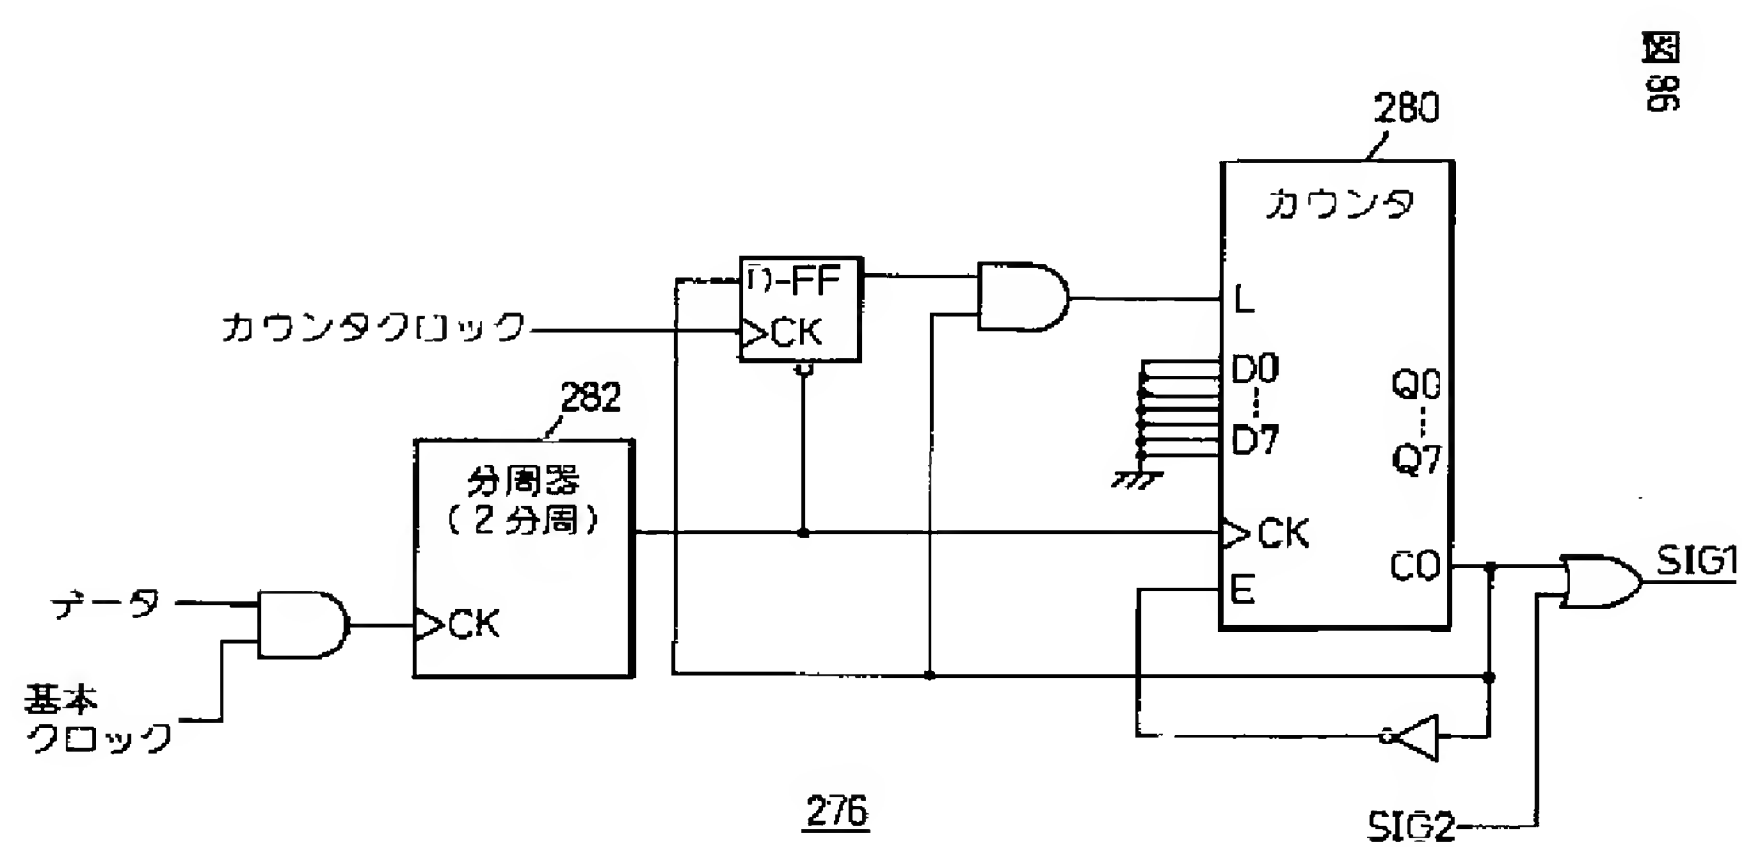 図86
280
カウンタ
D-FF
L
カウンタクロック
CK
D0
Q0
282
D7
Q7
分周器
(2分周)
CK
CO
SIG1
E
データ
CK
基本
クロック
276
SIG2